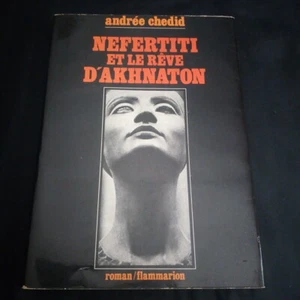 andrée chedid
NEFERTITI
ET LE RÊVE
D'AKHNATON
roman/flammarion